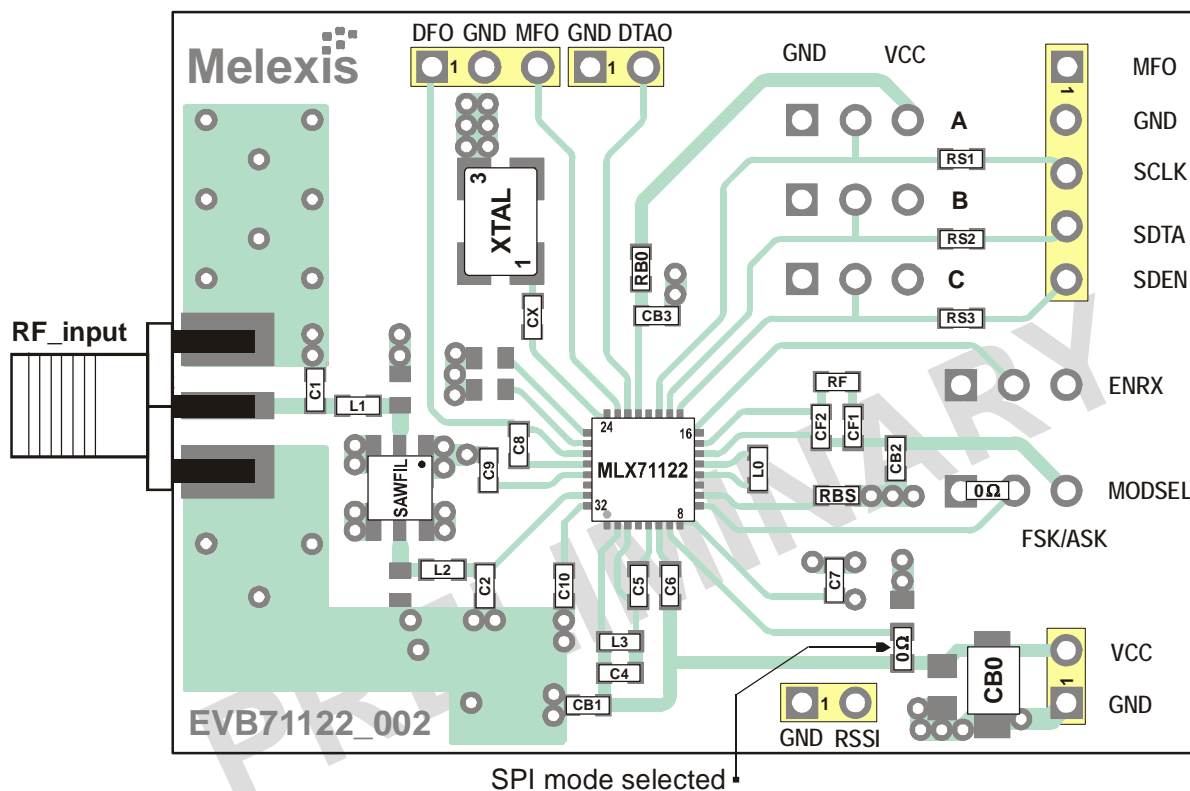 DFO GND MFO GND DTAO
Melexis
1
1
GND VCC
MFO
1
A
GND
RS1
SCLK
3
XTAL
1
B
RS2
SDTA
RB0
C
SDEN
CX
CB3
RS3
RF_input
C1
L1
RF
ENRX
24
16
CF2
CF1
C8
C9
MLX71122
L0
CB2
SAWFIL
RBS
0Ω
MODSEL
32
8
FSK/ASK
L2
C2
C10
C5
C6
C7
L3
0Ω
C4
CB0
VCC
1
GND
CB1
1
EVB71122_002
GND RSSI
PRELIMINARY
SPI mode selected